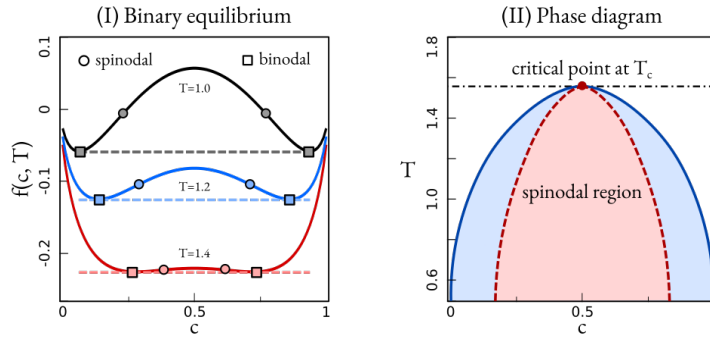 (I) Binary equilibrium
(II) Phase diagram
0.1
0
-0.1
-0.2
f(c, T)
spinodal
binodal
T=1.0
T=1.2
T=1.4
0
0.5
1
c
1.8
1.4
1.0
0.6
T
critical point at T_c
spinodal region
0
0.5
c